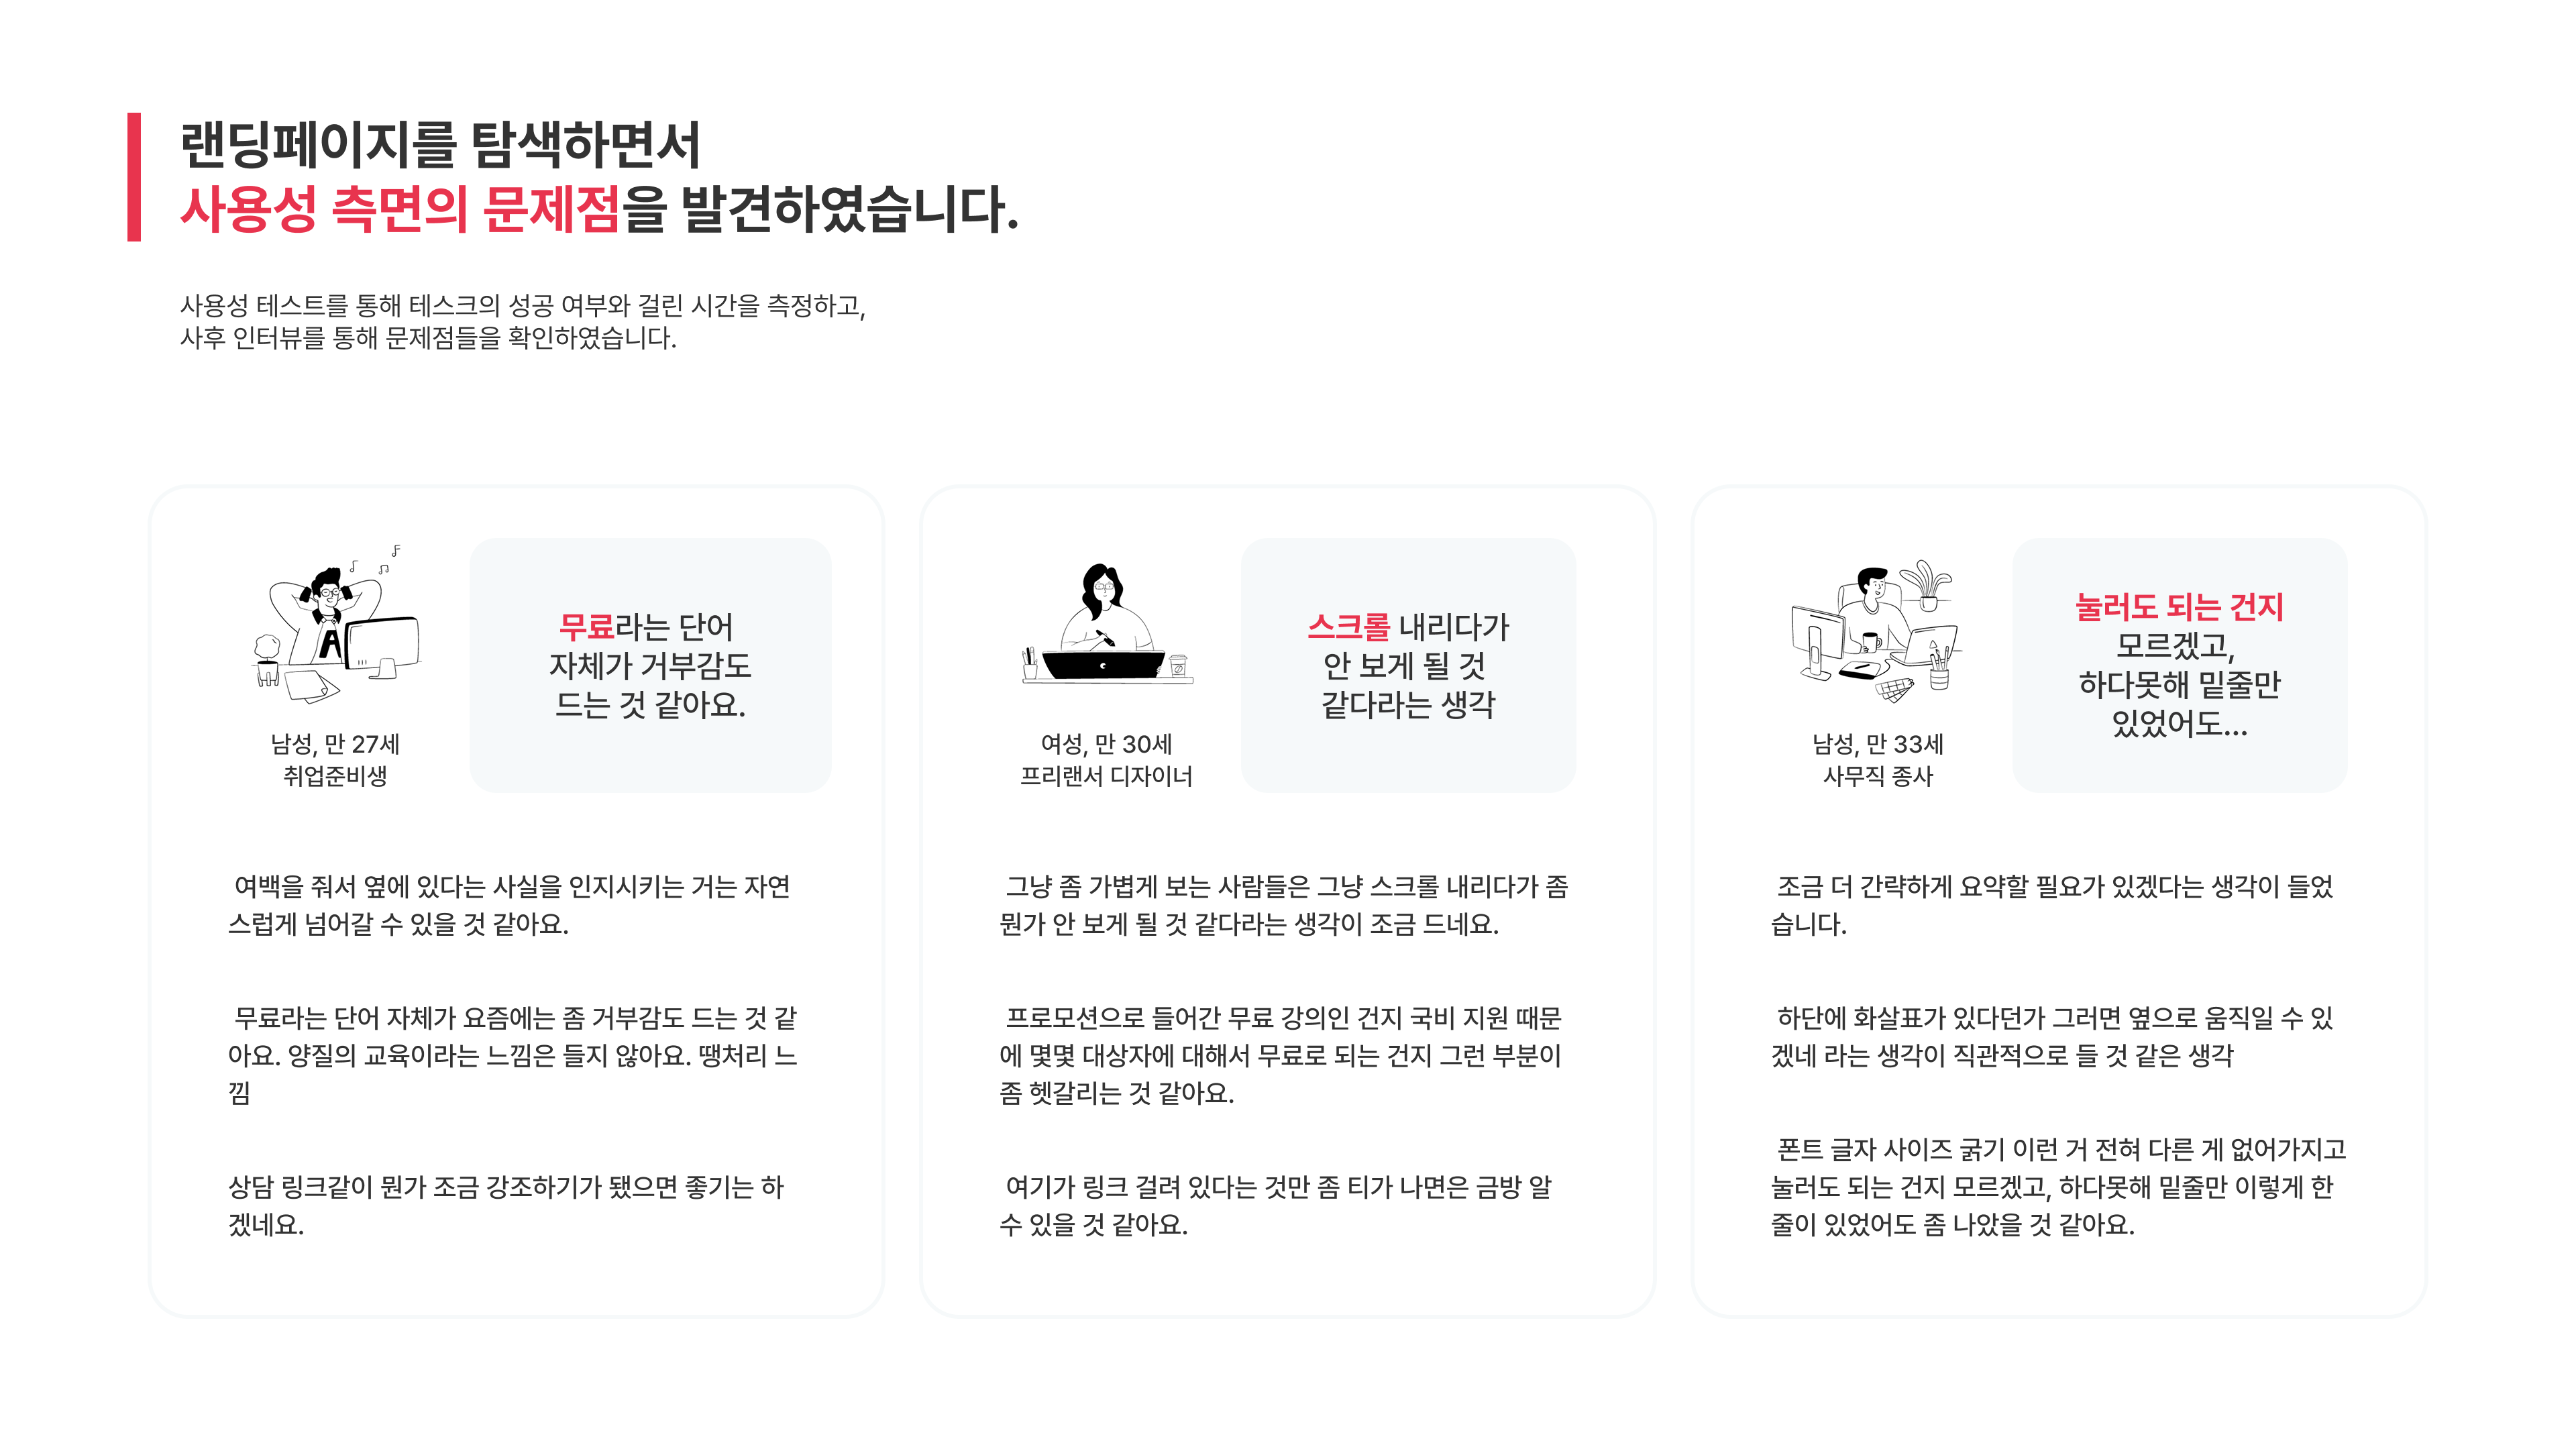 랜딩페이지를 탐색하면서
사용성 측면의 문제점을 발견하였습니다.
사용성 테스트를 통해 테스크의 성공 여부와 걸린 시간을 측정하고,
사후 인터뷰를 통해 문제점들을 확인하였습니다.
A
남성, 만 27세
취업준비생
무료라는 단어
자체가 거부감도
드는 것 같아요.
여백을 줘서 옆에 있다는 사실을 인지시키는 거는 자연
스럽게 넘어갈 수 있을 것 같아요.
무료라는 단어 자체가 요즘에는 좀 거부감도 드는 것 같
아요. 양질의 교육이라는 느낌은 들지 않아요. 땡처리 느
낌
상담 링크같이 뭔가 조금 강조하기가 됐으면 좋기는 하
겠네요.
여성, 만 30세
프리랜서 디자이너
스크롤 내리다가
안 보게 될 것
같다라는 생각
그냥 좀 가볍게 보는 사람들은 그냥 스크롤 내리다가 좀
뭔가 안 보게 될 것 같다라는 생각이 조금 드네요.
프로모션으로 들어간 무료 강의인 건지 국비 지원 때문
에 몇몇 대상자에 대해서 무료로 되는 건지 그런 부분이
좀 헷갈리는 것 같아요.
여기가 링크 걸려 있다는 것만 좀 티가 나면은 금방 알
수 있을 것 같아요.
남성, 만 33세
사무직 종사
눌러도 되는 건지
모르겠고,
하다못해 밑줄만
있었어도...
조금 더 간략하게 요약할 필요가 있겠다는 생각이 들었
습니다.
하단에 화살표가 있다던가 그러면 옆으로 움직일 수 있
겠네 라는 생각이 직관적으로 들 것 같은 생각
폰트 글자 사이즈 굵기 이런 거 전혀 다른 게 없어가지고
눌러도 되는 건지 모르겠고, 하다못해 밑줄만 이렇게 한
줄이 있었어도 좀 나았을 것 같아요.